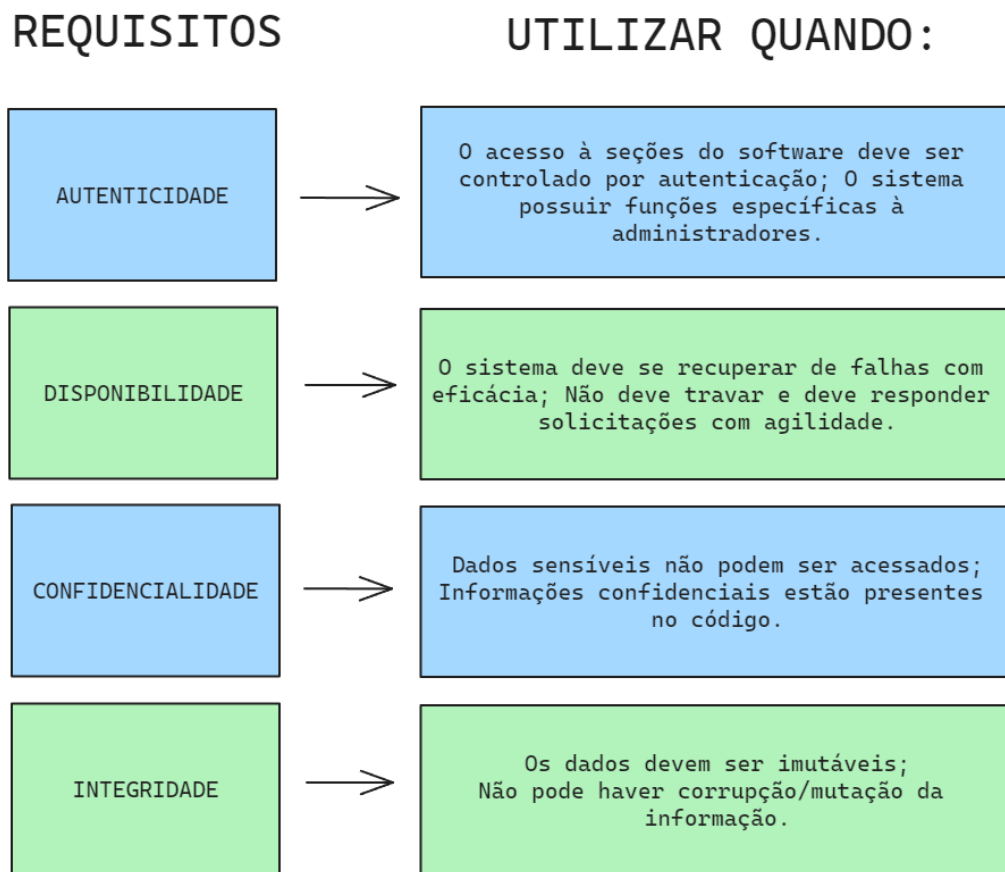 REQUISITOS
UTILIZAR QUANDO:
AUTENTICIDADE
O acesso à seções do software deve ser
controlado por autenticação; O sistema
possuir funções específicas à
administradores.
DISPONIBILIDADE
O sistema deve se recuperar de falhas com
eficácia; Não deve travar e deve responder
solicitações com agilidade.
CONFIDENCIALIDADE
Dados sensíveis não podem ser acessados;
Informações confidenciais estão presentes
no código.
INTEGRIDADE
Os dados devem ser imutáveis;
Não pode haver corrupção/mutação da
informação.